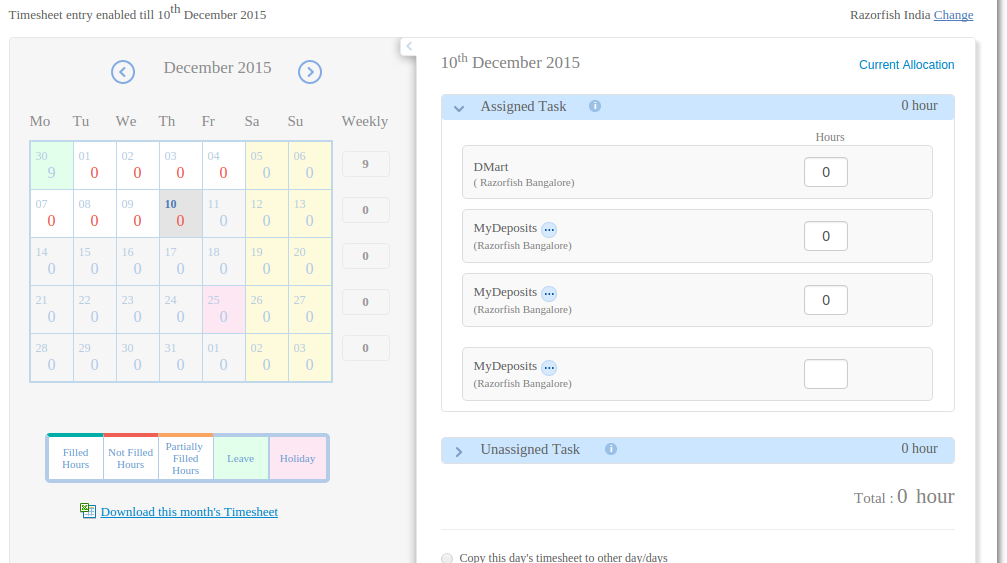 Timesheet entry enabled till 10th December 2015
Razorfish India Change
December 2015
Mo Tu We Th Fr Sa Su Weekly
30 01 02 03 04 05 06
9 0 0 0 0 0 0 9
07 08 09 10 11 12 13
0 0 0 0 0 0 0 0
14 15 16 17 18 19 20
0 0 0 0 0 0 0 0
21 22 23 24 25 26 27
0 0 0 0 0 0 0 0
28 29 30 31 01 02 03
0 0 0 0 0 0 0 0
Filled
Hours
Not Filled
Hours
Partially
Filled
Hours
Leave
Holiday
Download this month's Timesheet
10th December 2015
Current Allocation
Assigned Task i 0 hour
Hours
DMart
( Razorfish Bangalore)
0
MyDeposits ...
(Razorfish Bangalore)
0
MyDeposits ...
(Razorfish Bangalore)
0
MyDeposits ...
(Razorfish Bangalore)
Unassigned Task i 0 hour
Total : 0 hour
Copy this day's timesheet to other day/days